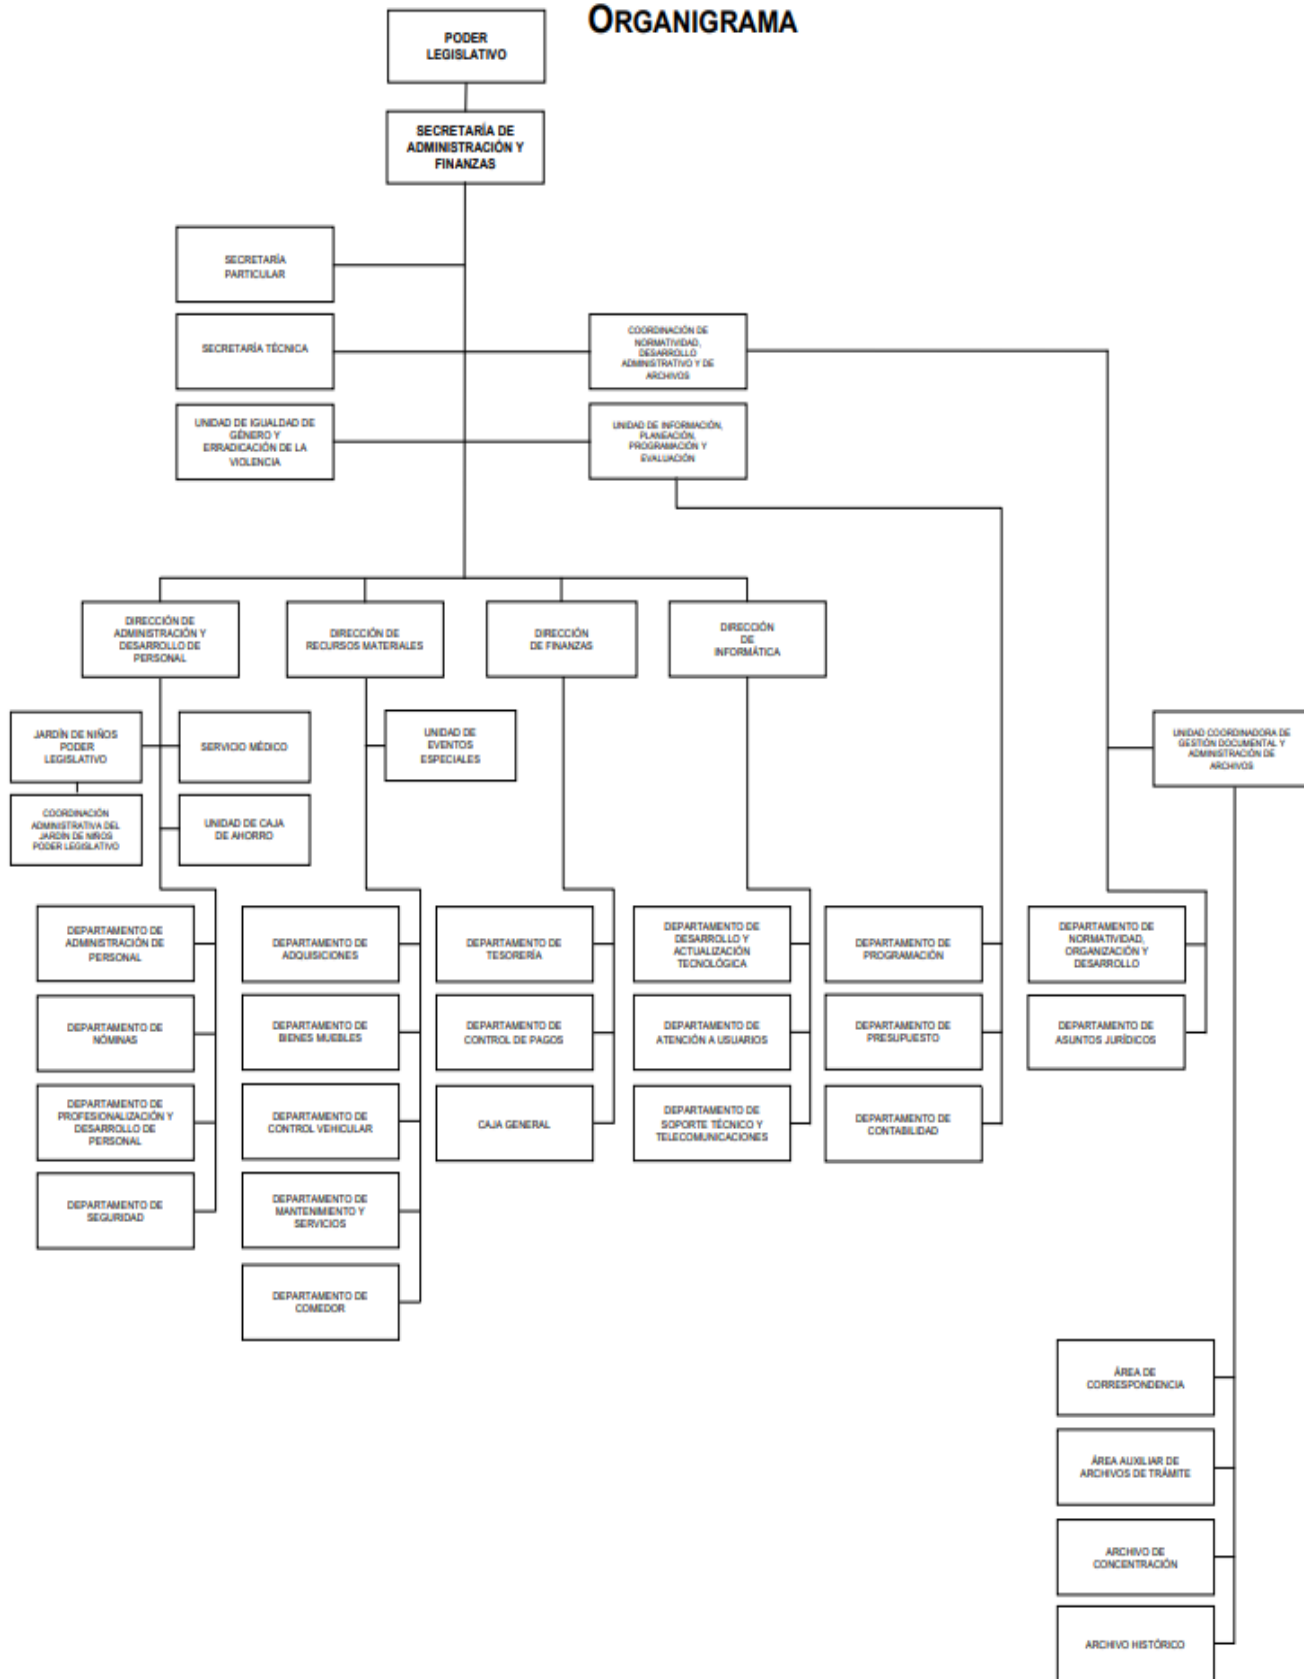 ORGANIGRAMA
PODER
LEGISLATIVO
SECRETARÍA DE
ADMINISTRACIÓN Y
FINANZAS
SECRETARÍA
PARTICULAR
SECRETARÍA TÉCNICA
COORDINACIÓN DE
NORMATIVIDAD,
DESARROLLO
ADMINISTRATIVO Y DE
ARCHIVOS
UNIDAD DE IGUALDAD DE
GÉNERO Y
ERRADICACIÓN DE LA
VIOLENCIA
UNIDAD DE INFORMACIÓN,
PLANEACIÓN,
PROGRAMACIÓN Y
EVALUACIÓN
DIRECCIÓN DE
ADMINISTRACIÓN Y
DESARROLLO DE
PERSONAL
DIRECCIÓN DE
RECURSOS MATERIALES
DIRECCIÓN
DE FINANZAS
DIRECCIÓN
DE
INFORMÁTICA
JARDÍN DE NIÑOS
PODER
LEGISLATIVO
SERVICIO MÉDICO
UNIDAD DE
EVENTOS
ESPECIALES
UNIDAD COORDINADORA DE
GESTIÓN DOCUMENTAL Y
ADMINISTRACIÓN DE
ARCHIVOS
COORDINACIÓN
ADMINISTRATIVA DEL
JARDÍN DE NIÑOS
PODER LEGISLATIVO
UNIDAD DE CAJA
DE AHORRO
DEPARTAMENTO DE
ADMINISTRACIÓN DE
PERSONAL
DEPARTAMENTO DE
ADQUISICIONES
DEPARTAMENTO DE
TESORERÍA
DEPARTAMENTO DE
DESARROLLO Y
ACTUALIZACIÓN
TECNOLÓGICA
DEPARTAMENTO DE
PROGRAMACIÓN
DEPARTAMENTO DE
NORMATIVIDAD,
ORGANIZACIÓN Y
DESARROLLO
DEPARTAMENTO DE
NÓMINAS
DEPARTAMENTO DE
BIENES MUEBLES
DEPARTAMENTO DE
CONTROL DE PAGOS
DEPARTAMENTO DE
ATENCIÓN A USUARIOS
DEPARTAMENTO DE
PRESUPUESTO
DEPARTAMENTO DE
ASUNTOS JURÍDICOS
DEPARTAMENTO DE
PROFESIONALIZACIÓN Y
DESARROLLO DE
PERSONAL
DEPARTAMENTO DE
CONTROL VEHICULAR
CAJA GENERAL
DEPARTAMENTO DE
SOPORTE TÉCNICO Y
TELECOMUNICACIONES
DEPARTAMENTO DE
CONTABILIDAD
DEPARTAMENTO DE
SEGURIDAD
DEPARTAMENTO DE
MANTENIMIENTO Y
SERVICIOS
DEPARTAMENTO DE
COMEDOR
ÁREA DE
CORRESPONDENCIA
ÁREA AUXILIAR DE
ARCHIVOS DE TRÁMITE
ARCHIVO DE
CONCENTRACIÓN
ARCHIVO HISTÓRICO